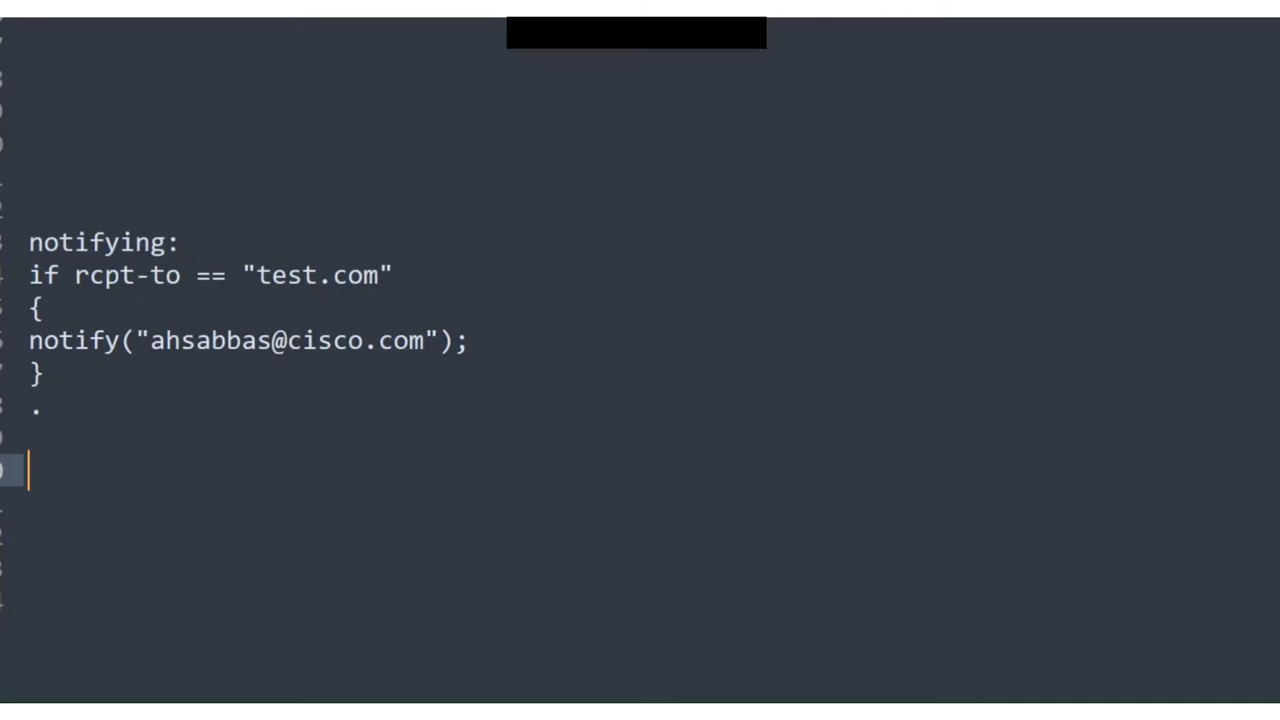 notifying:
if rcpt-to == "test.com"
{
notify("ahsabbas@cisco.com");
}
.